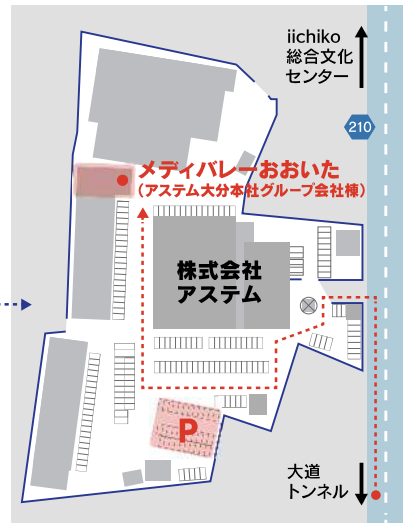 iichiko
総合文化
センター
210
メディバレーおおいた
(アステム大分本社グループ会社棟)
株式会社
アステム
P
大道
トンネル